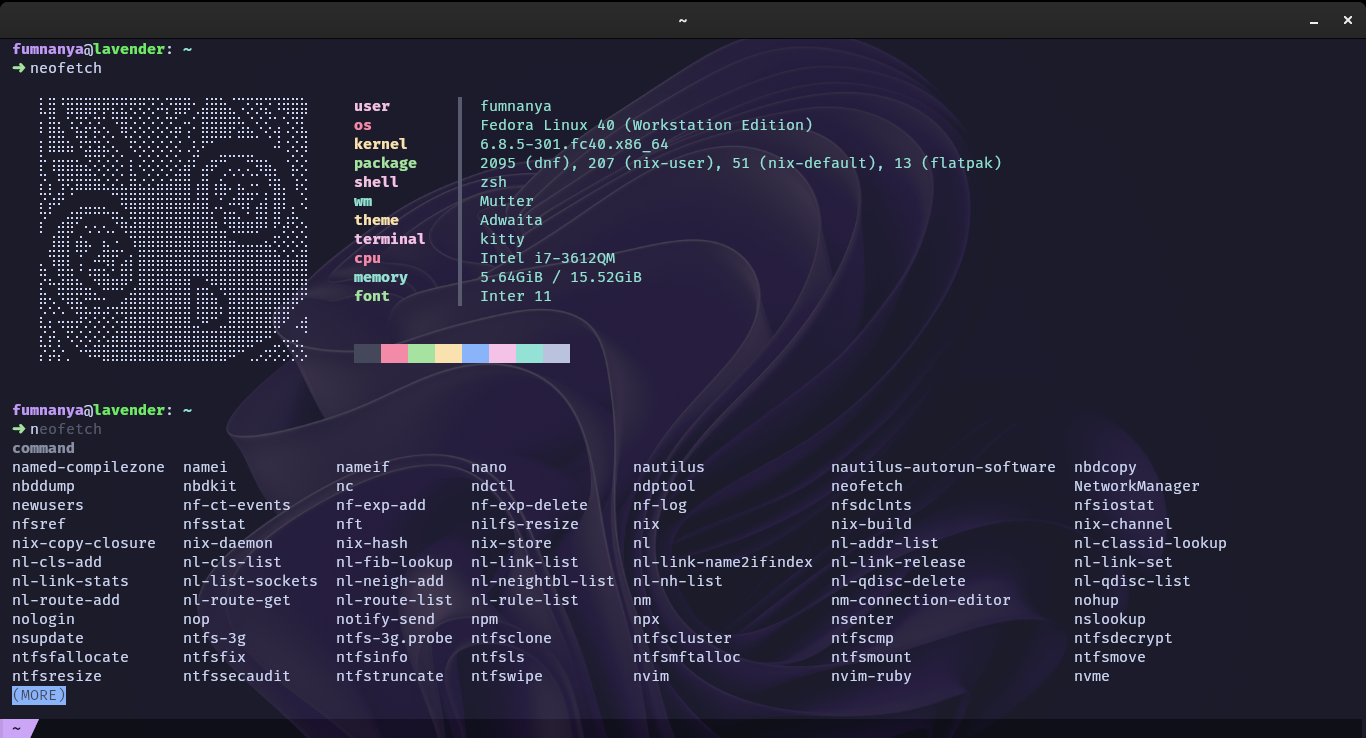 ~
fumnanya@lavender: ~
➜ neofetch
user fumnanya
os Fedora Linux 40 (Workstation Edition)
kernel 6.8.5-301.fc40.x86_64
package 2095 (dnf), 207 (nix-user), 51 (nix-default), 13 (flatpak)
shell zsh
wm Mutter
theme Adwaita
terminal kitty
cpu Intel i7-3612QM
memory 5.64GiB / 15.52GiB
font Inter 11
fumnanya@lavender: ~
➜ neofetch
command
named-compilezone namei nameif nano nautilus nautilus-autorun-software nbdcopy
nbddump nbdkit nc ndctl ndptool neofetch NetworkManager
newusers nf-ct-events nf-exp-add nf-exp-delete nf-log nfsdclnts nfsiostat
nfsref nfsstat nft nilfs-resize nix nix-build nix-channel
nix-copy-closure nix-daemon nix-hash nix-store nl nl-addr-list nl-classid-lookup
nl-cls-add nl-cls-list nl-fib-lookup nl-link-list nl-link-name2ifindex nl-link-release nl-link-set
nl-link-stats nl-list-sockets nl-neigh-add nl-neightbl-list nl-nh-list nl-qdisc-delete nl-qdisc-list
nl-route-add nl-route-get nl-route-list nl-rule-list nm nm-connection-editor nohup
nologin nop notify-send npm npx nsenter nslookup
nsupdate ntfs-3g ntfs-3g.probe ntfsclone ntfscluster ntfscmp ntfsdecrypt
ntfsfallocate ntfsfix ntfsinfo ntfsls ntfsmftalloc ntfsmount ntfsmove
ntfsresize ntfssecaudit ntfstruncate ntfswipe nvim nvim-ruby nvme
(MORE)
~